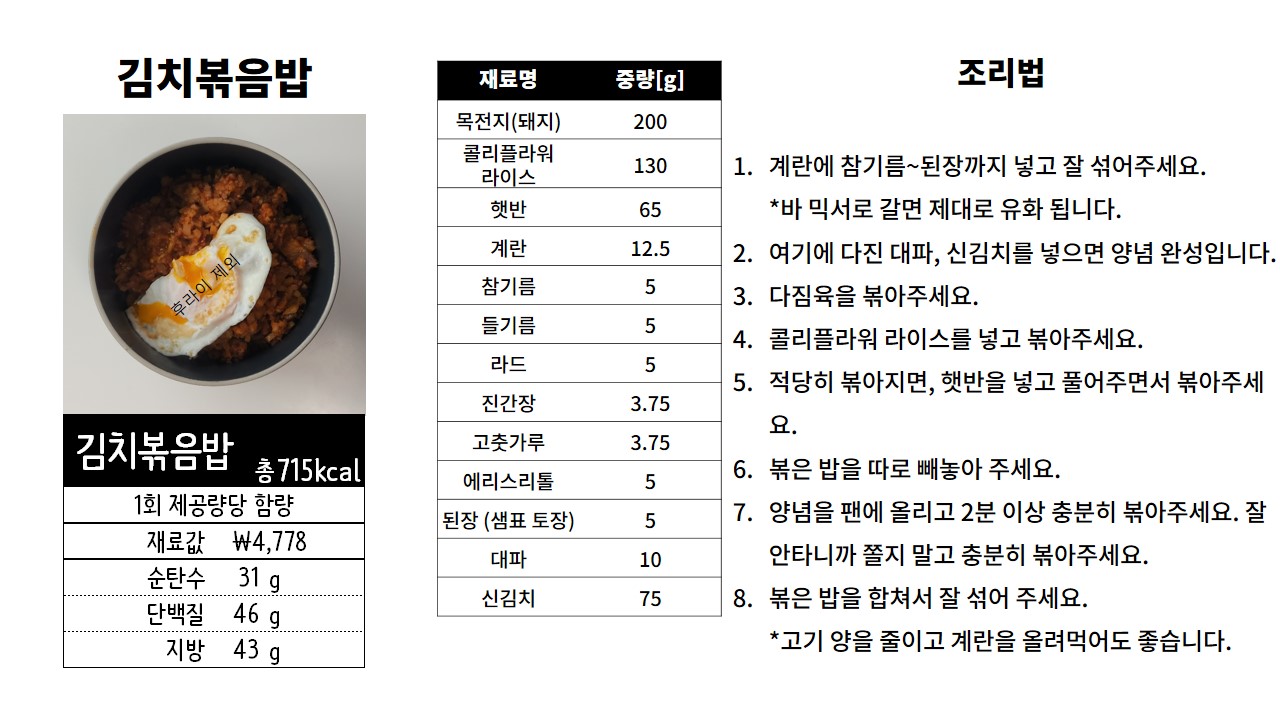 김치볶음밥
후라이 제외
김치볶음밥 총715kcal
1회 제공량당 함량
재료값 ₩4,778
순탄수 31 g
단백질 46 g
지방 43 g
재료명 중량[g]
목전지(돼지) 200
콜리플라워
라이스 130
햇반 65
계란 12.5
참기름 5
들기름 5
라드 5
진간장 3.75
고춧가루 3.75
에리스리톨 5
된장 (샘표 토장) 5
대파 10
신김치 75
조리법
1. 계란에 참기름~된장까지 넣고 잘 섞어주세요.
*바 믹서로 갈면 제대로 유화 됩니다.
2. 여기에 다진 대파, 신김치를 넣으면 양념 완성입니다.
3. 다짐육을 볶아주세요.
4. 콜리플라워 라이스를 넣고 볶아주세요.
5. 적당히 볶아지면, 햇반을 넣고 풀어주면서 볶아주세
요.
6. 볶은 밥을 따로 빼놓아 주세요.
7. 양념을 팬에 올리고 2분 이상 충분히 볶아주세요. 잘
안타니까 쫄지 말고 충분히 볶아주세요.
8. 볶은 밥을 합쳐서 잘 섞어 주세요.
*고기 양을 줄이고 계란을 올려먹어도 좋습니다.